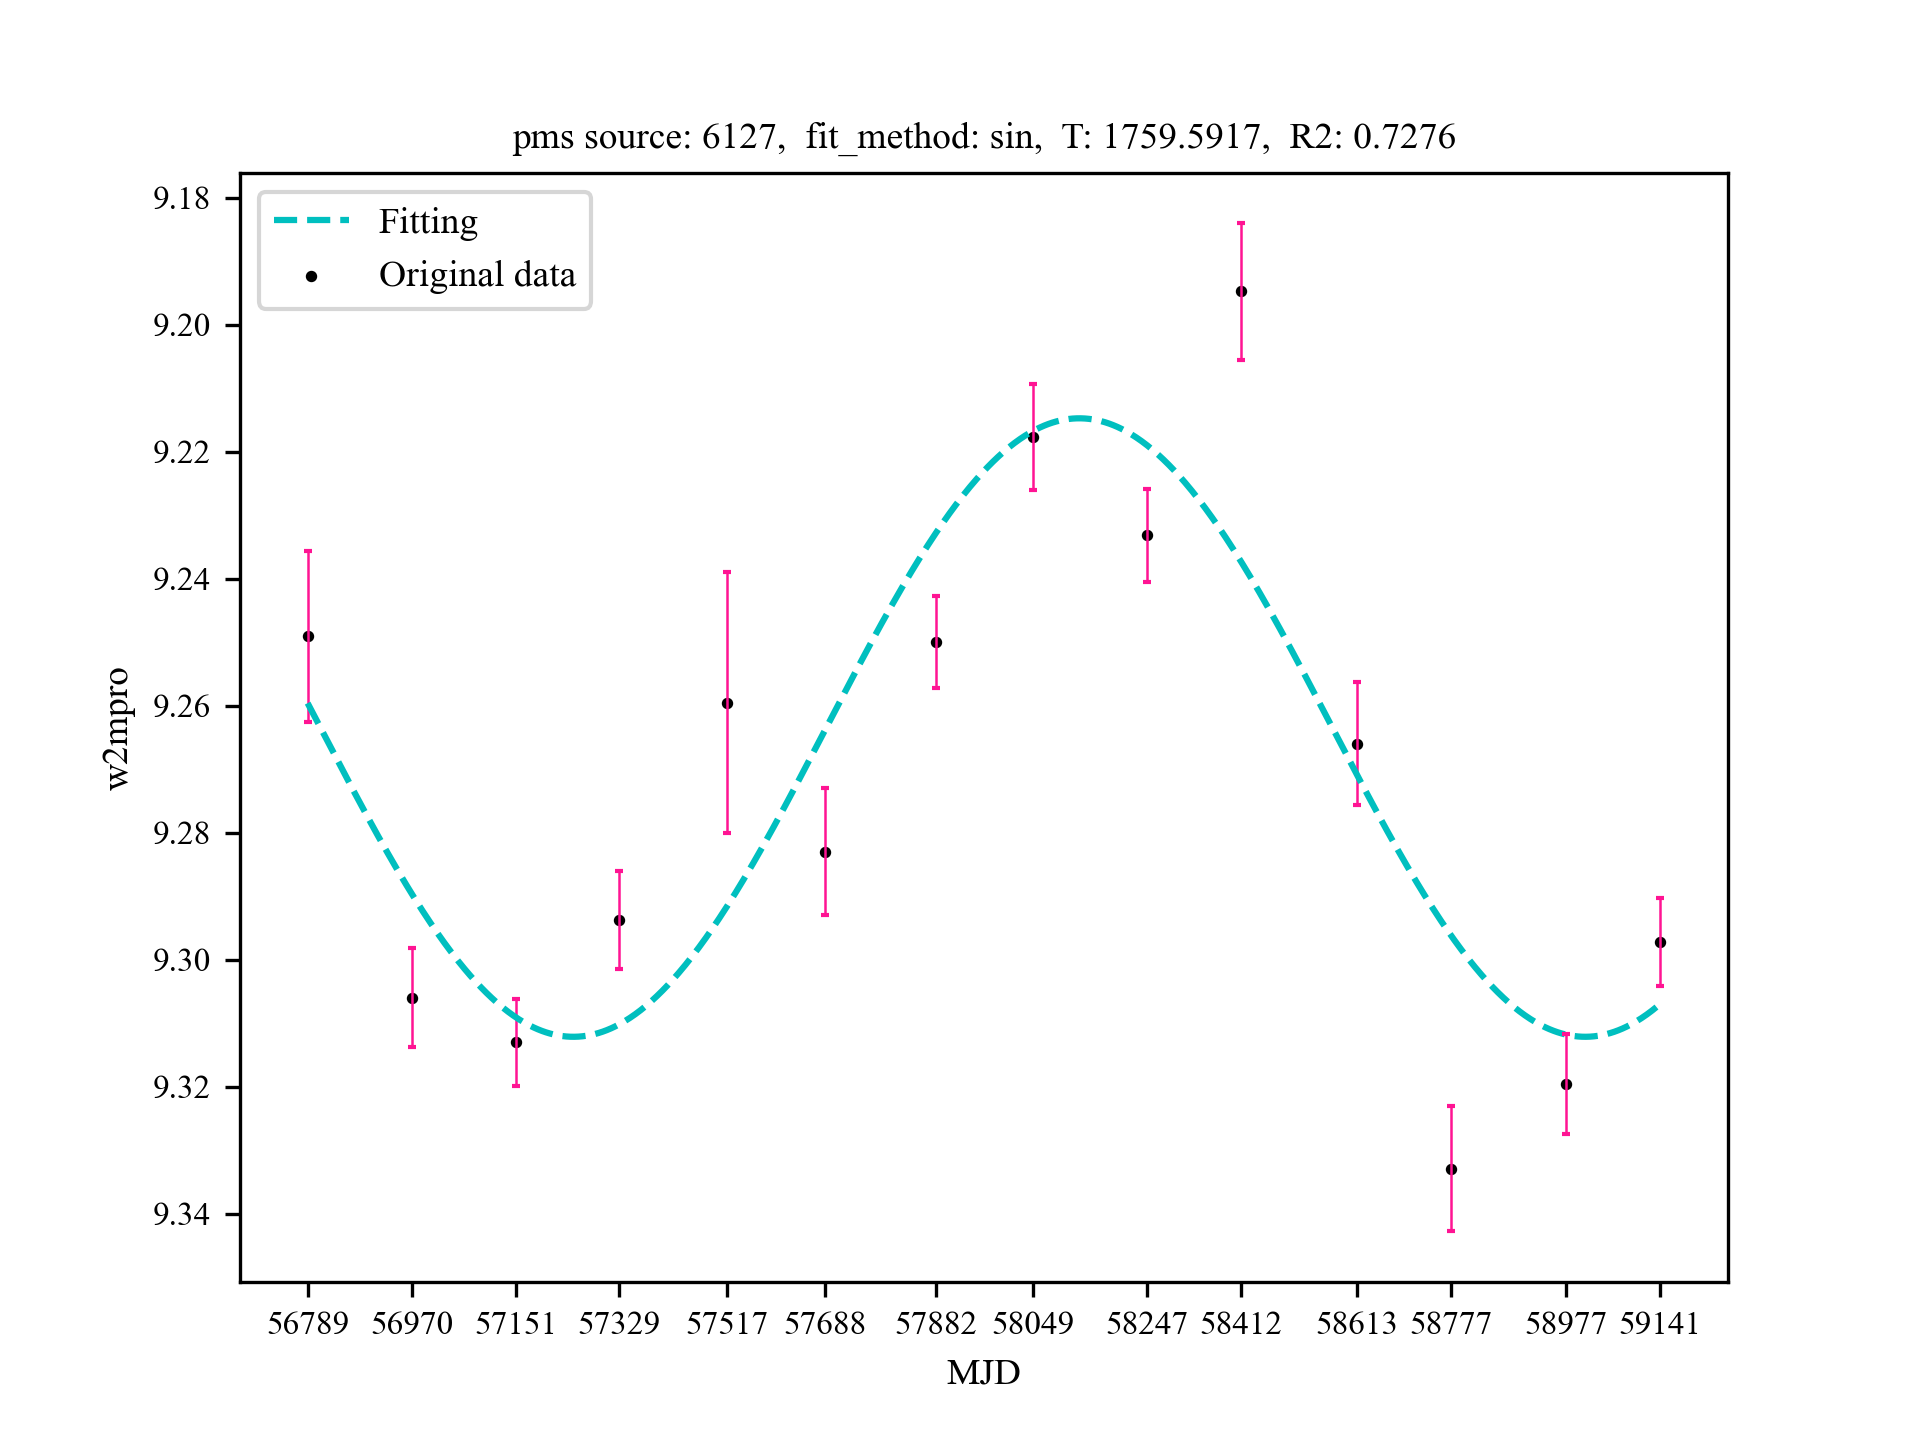 pms source: 6127,  fit_method: sin,  T: 1759.5917,  R2: 0.7276
Fitting
Original data
9.18
9.20
9.22
9.24
9.26
9.28
9.30
9.32
9.34
w2mpro
56789 56970 57151 57329 57517 57688 57882 58049 58247 58412 58613 58777 58977 59141
MJD